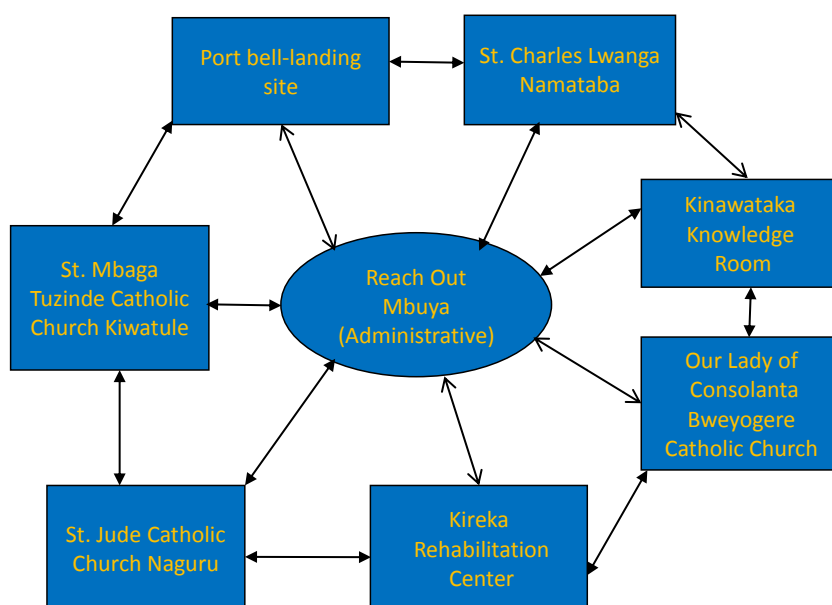 Port bell-landing
site
St. Charles Lwanga
Namataba
Kinawataka
Knowledge
Room
St. Mbaga
Tuzinde Catholic
Church Kiwatule
Reach Out
Mbuya
(Administrative)
Our Lady of
Consolanta
Bweyogere
Catholic Church
St. Jude Catholic
Church Naguru
Kireka
Rehabilitation
Center